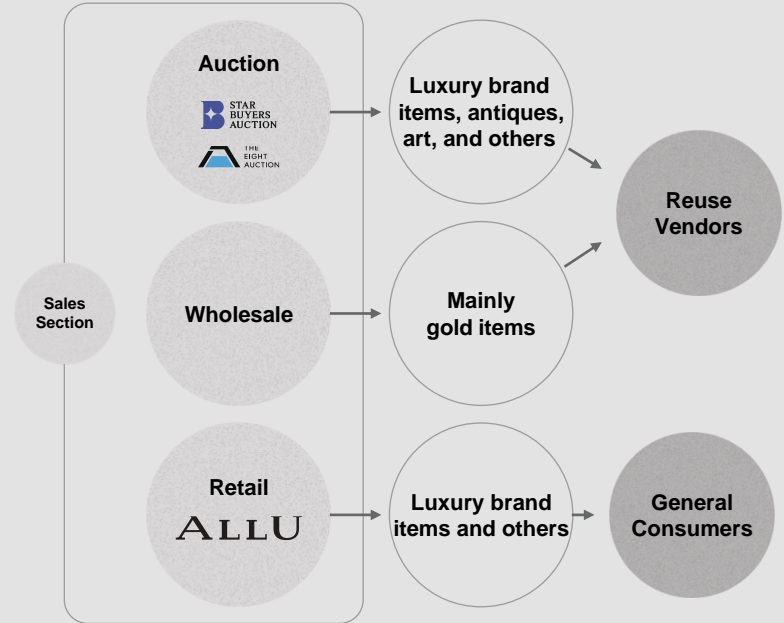 Auction
STAR
BUYERS
AUCTION
THE
EIGHT
AUCTION
Luxury brand
items, antiques,
art, and others
Reuse
Vendors
Sales
Section
Wholesale
Mainly
gold items
Retail
ALLU
Luxury brand
items and others
General
Consumers